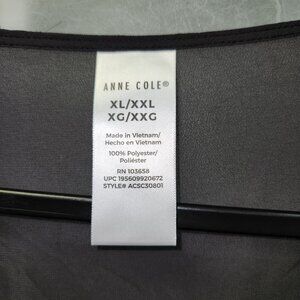 ANNE COLE®
XL/XXL
XG/XXG
Made in Vietnam/
Hecho en Vietnam
100% Polyester/
Poliéster
RN 103658
UPC 195609920672
STYLE# ACSC30801